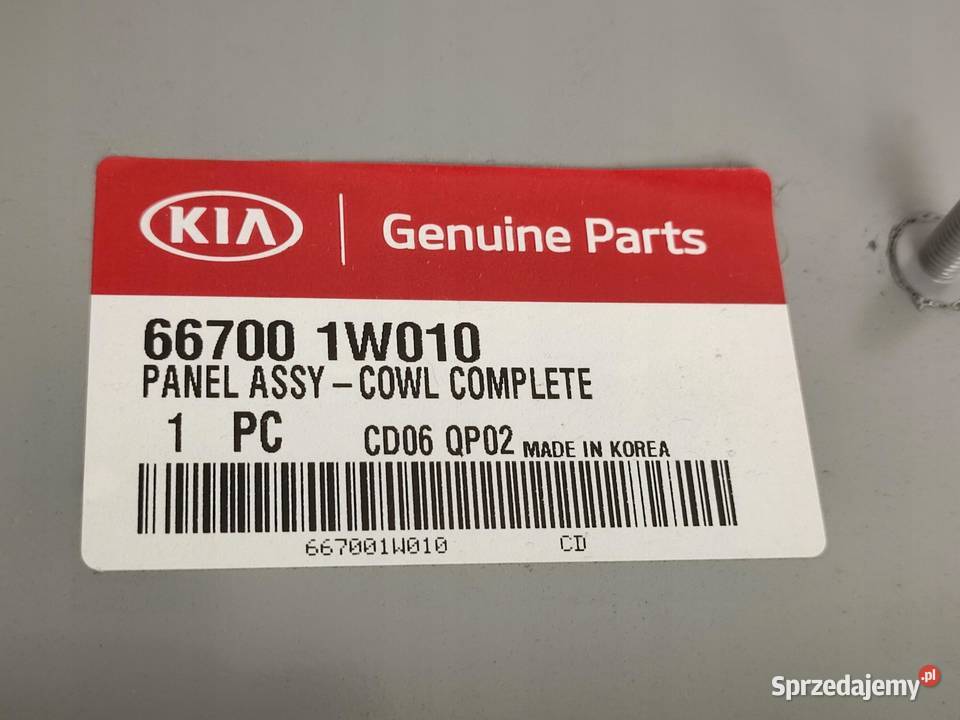 KIA Genuine Parts
66700 1W010
PANEL ASSY-COWL COMPLETE
1 PC CD06 QP02 MADE IN KOREA
667001W010 CD
Sprzedajemy.pl